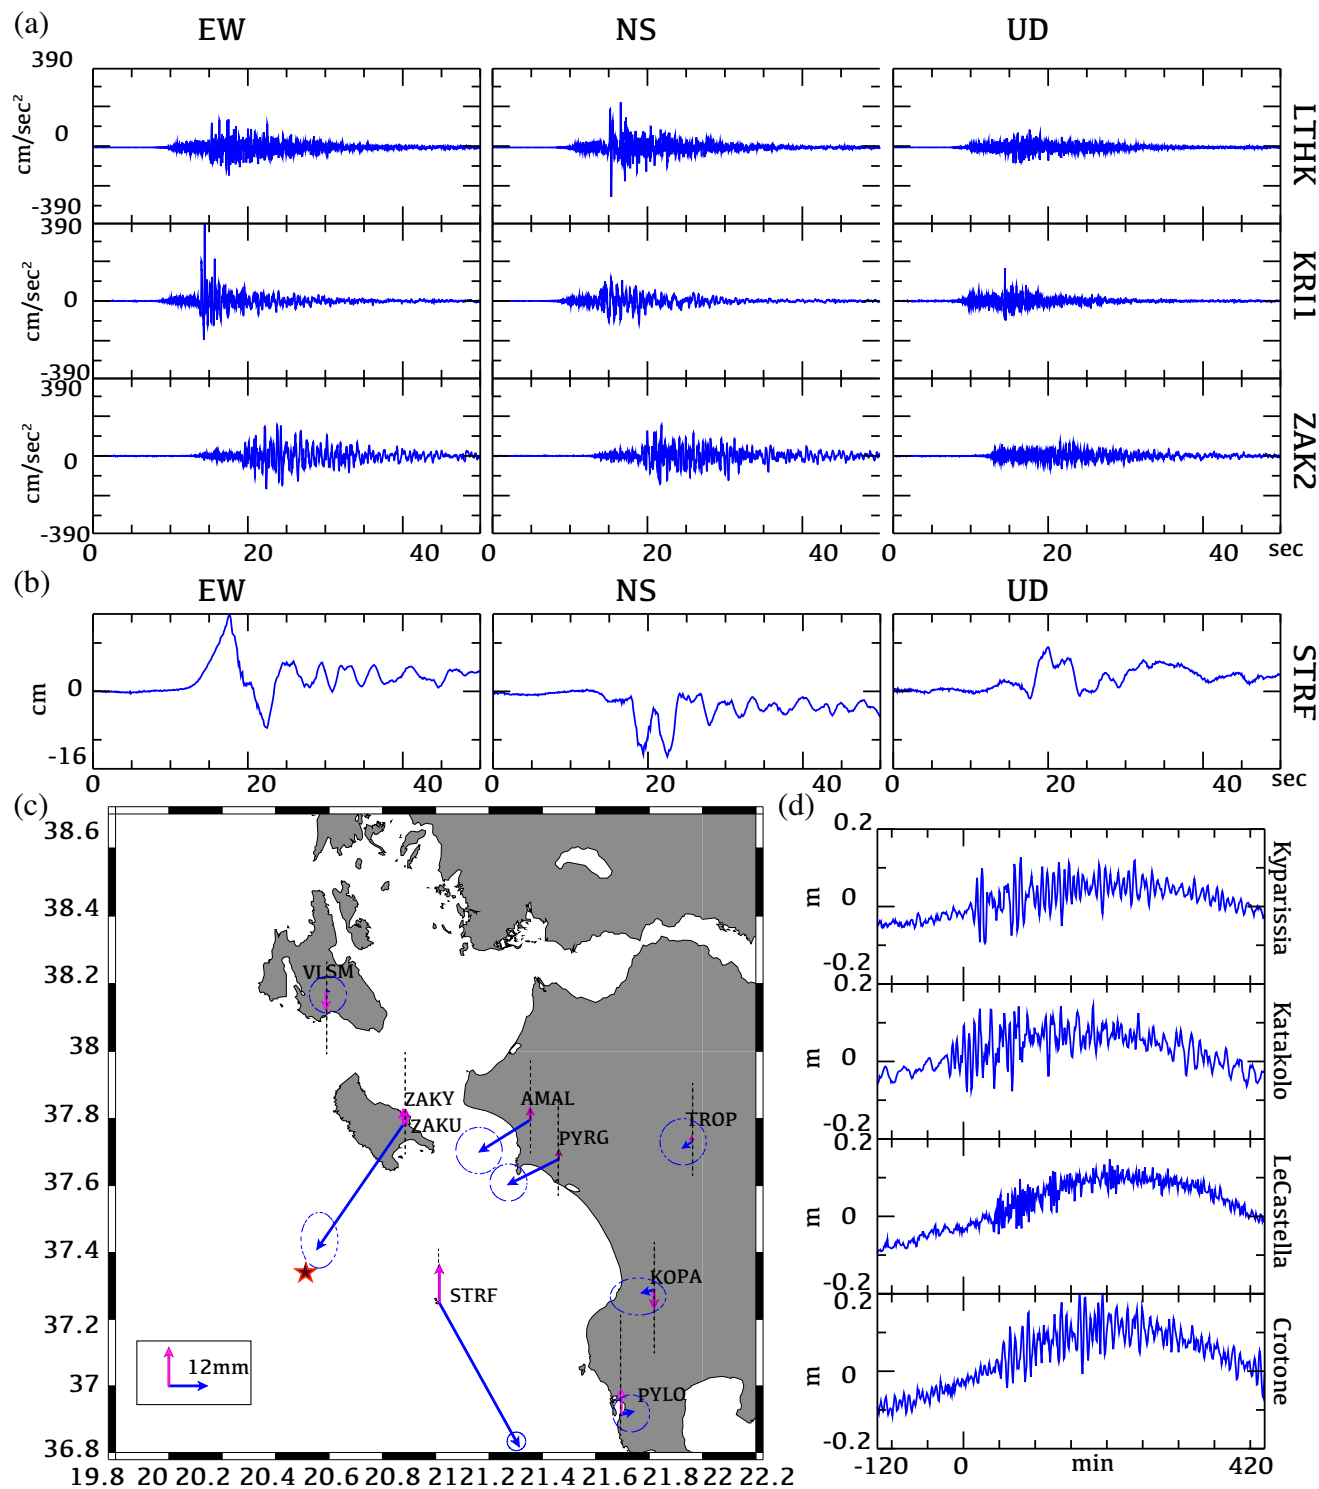 (a)
EW NS UD
390
cm/sec²
0
-390
LTHK
390
cm/sec²
0
-390
KRI1
390
cm/sec²
0
-390
ZAK2
0 20 40 0 20 40 0 20 40 sec
(b)
EW NS UD
cm
0
-16
STRF
0 20 40 0 20 40 0 20 40 sec
(c)
38.6
38.4
38.2
38
37.8
37.6
37.4
37.2
37
36.8
VLSM
ZAKY
ZAKU
AMAL
PYRG
TROP
STRF
KOPA
PYLO
12mm
19.8 20 20.2 20.4 20.6 20.8 21 21.2 21.4 21.6 21.8 22 22.2
(d)
0.2
m 0
-0.2
Kyparissia
0.2
m 0
-0.2
Katakolo
0.2
m 0
-0.2
LeCastella
0.2
m 0
-0.2
Crotone
-120 0 min 420